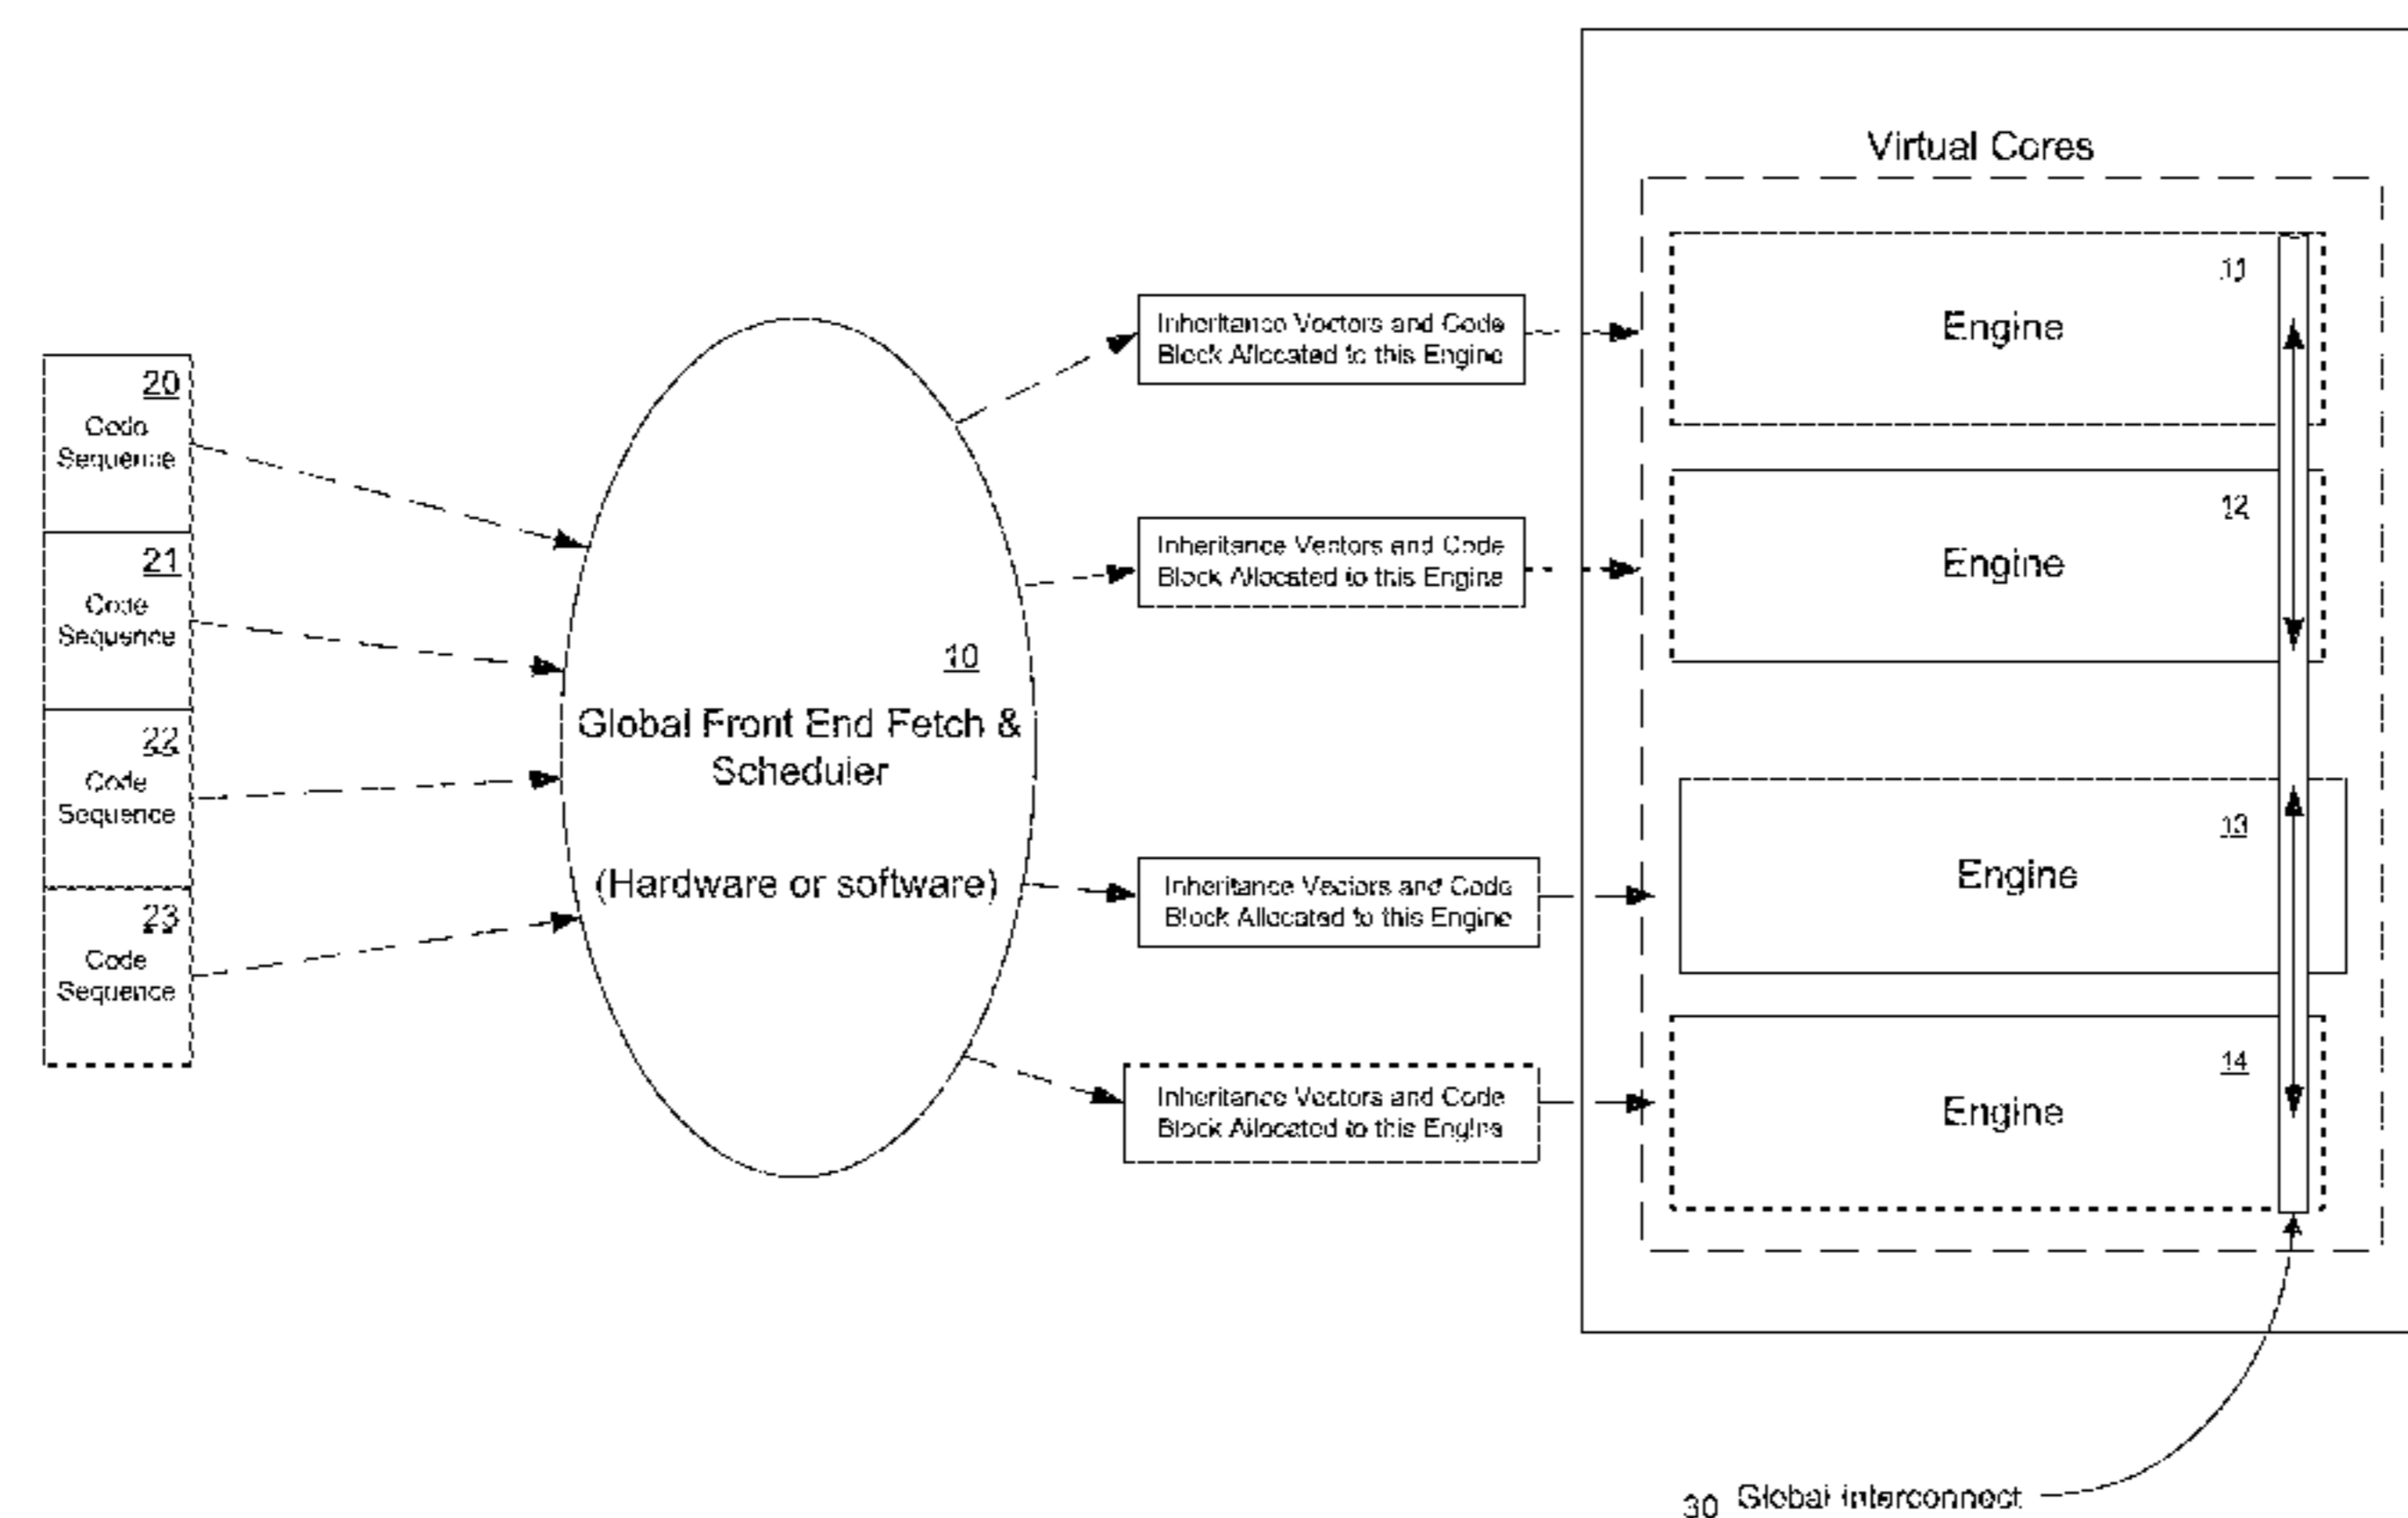 Virtual Cores
20
Code
Sequence
21
Code
Sequence
22
Code
Sequence
23
Code
Sequence
10
Global Front End Fetch &
Scheduler
(Hardware or software)
Inheritance Vectors and Code
Block Allocated to this Engine
Inheritance Vectors and Code
Block Allocated to this Engine
Inheritance Vectors and Code
Block Allocated to this Engine
Inheritance Vectors and Code
Block Allocated to this Engine
11
Engine
12
Engine
13
Engine
14
Engine
30 Global Interconnect